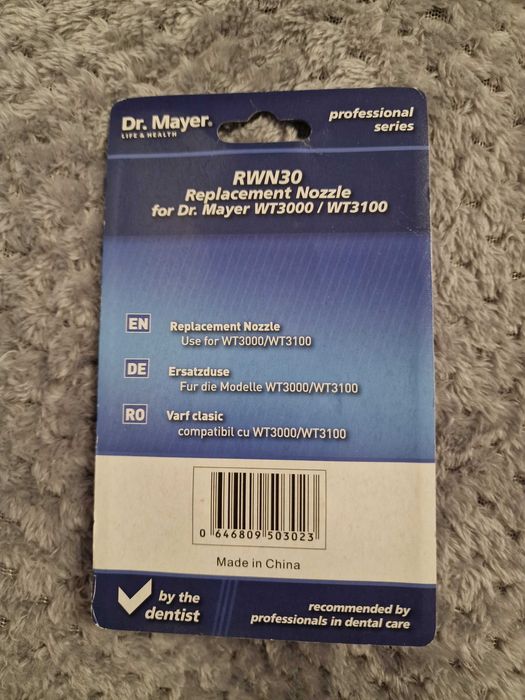 Dr. Mayer®
LIFE & HEALTH
professional
series
RWN30
Replacement Nozzle
for Dr. Mayer WT3000 / WT3100
EN
Replacement Nozzle
Use for WT3000/WT3100
DE
Ersatzduse
Fur die Modelle WT3000/WT3100
RO
Varf clasic
compatibil cu WT3000/WT3100
0 646809 503023
Made in China
by the
dentist
recommended by
professionals in dental care